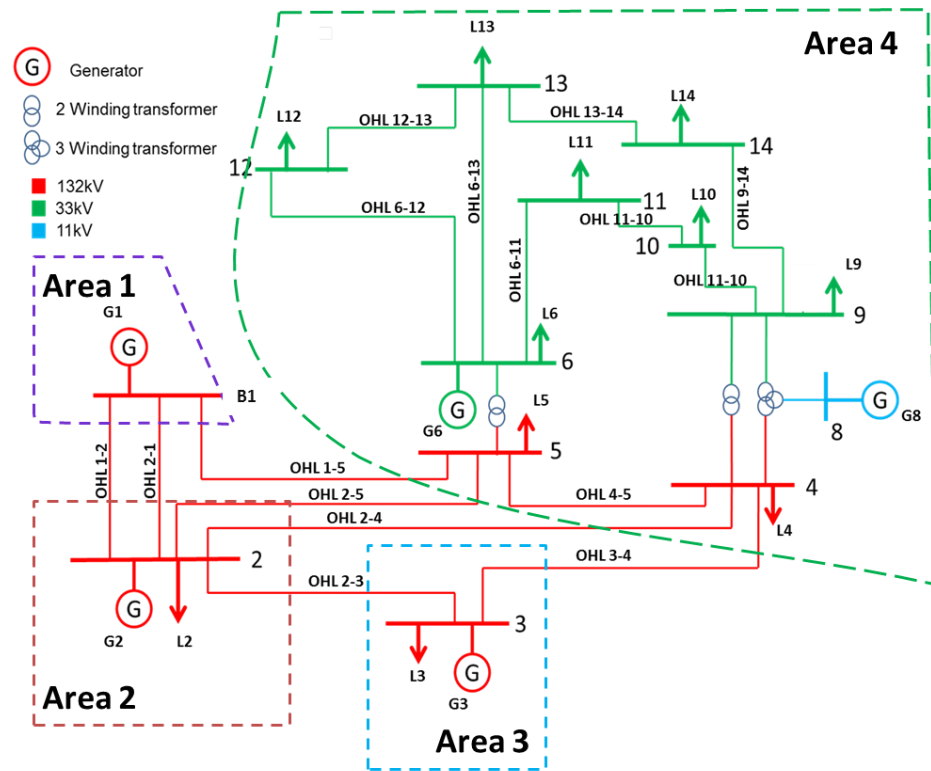 L13
Area 4
G
Generator
13
2 Winding transformer
L12
OHL 12-13
OHL 13-14
L14
3 Winding transformer
L11
14
12
132kV
33kV
11kV
OHL 6-12
OHL 6-13
11
L10
OHL 9-14
OHL 11-10
10
OHL 6-11
OHL 11-10
L9
Area 1
G1
G
L6
9
6
B1
G
G6
L5
G
G8
8
5
OHL 1-2
OHL 2-1
OHL 1-5
4
OHL 2-5
OHL 4-5
OHL 2-4
L4
2
OHL 3-4
OHL 2-3
G
G2
L2
3
L3
G
G3
Area 2
Area 3